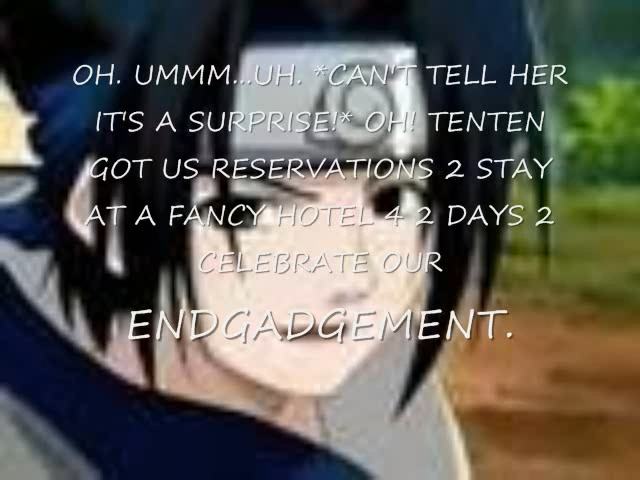 OH. UMMM...UH. *CAN'T TELL HER
IT'S A SURPRISE!* OH! TENTEN
GOT US RESERVATIONS 2 STAY
AT A FANCY HOTEL 4 2 DAYS 2
CELEBRATE OUR
ENDGADGEMENT.